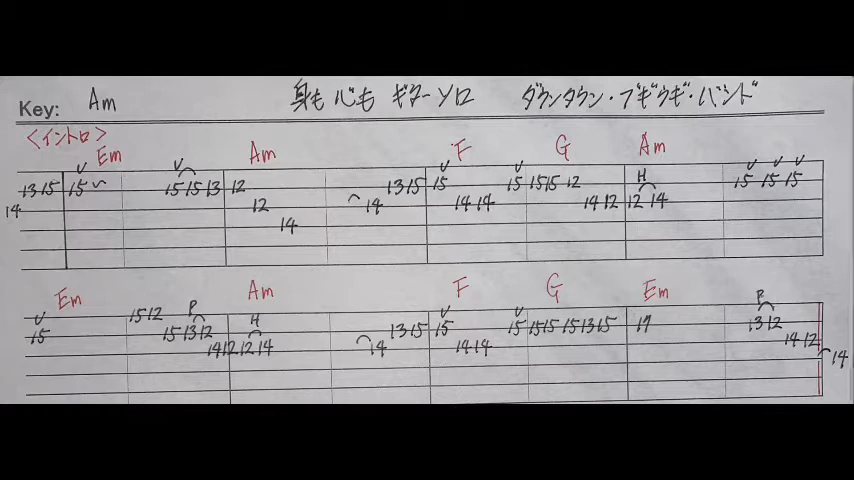 Key: Am 身も心も ギターソロ ダウンタウン・ブギウギ・バンド
<イントロ>
Em Am F G Am
V V V V V V V
13 15 15 15 15 13 12 13 15 15 15 15 15 12 H 15 15 15
14 12 14 14 14 14 12 12 14
14
Em Am F G Em
V 15 12 P V V P
15 15 13 12 H 13 15 15 15 15 15 15 13 15 17 13 12
14 12 12 14 14 14 14 14 12
14